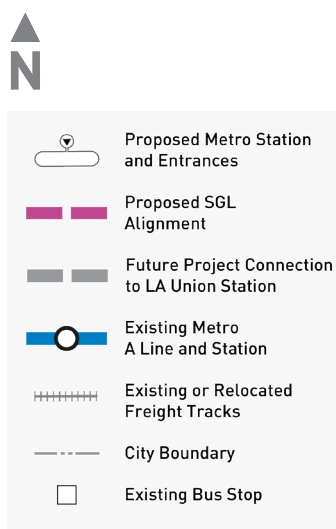 N
Proposed Metro Station
and Entrances
Proposed SGL
Alignment
Future Project Connection
to LA Union Station
Existing Metro
A Line and Station
Existing or Relocated
Freight Tracks
City Boundary
Existing Bus Stop